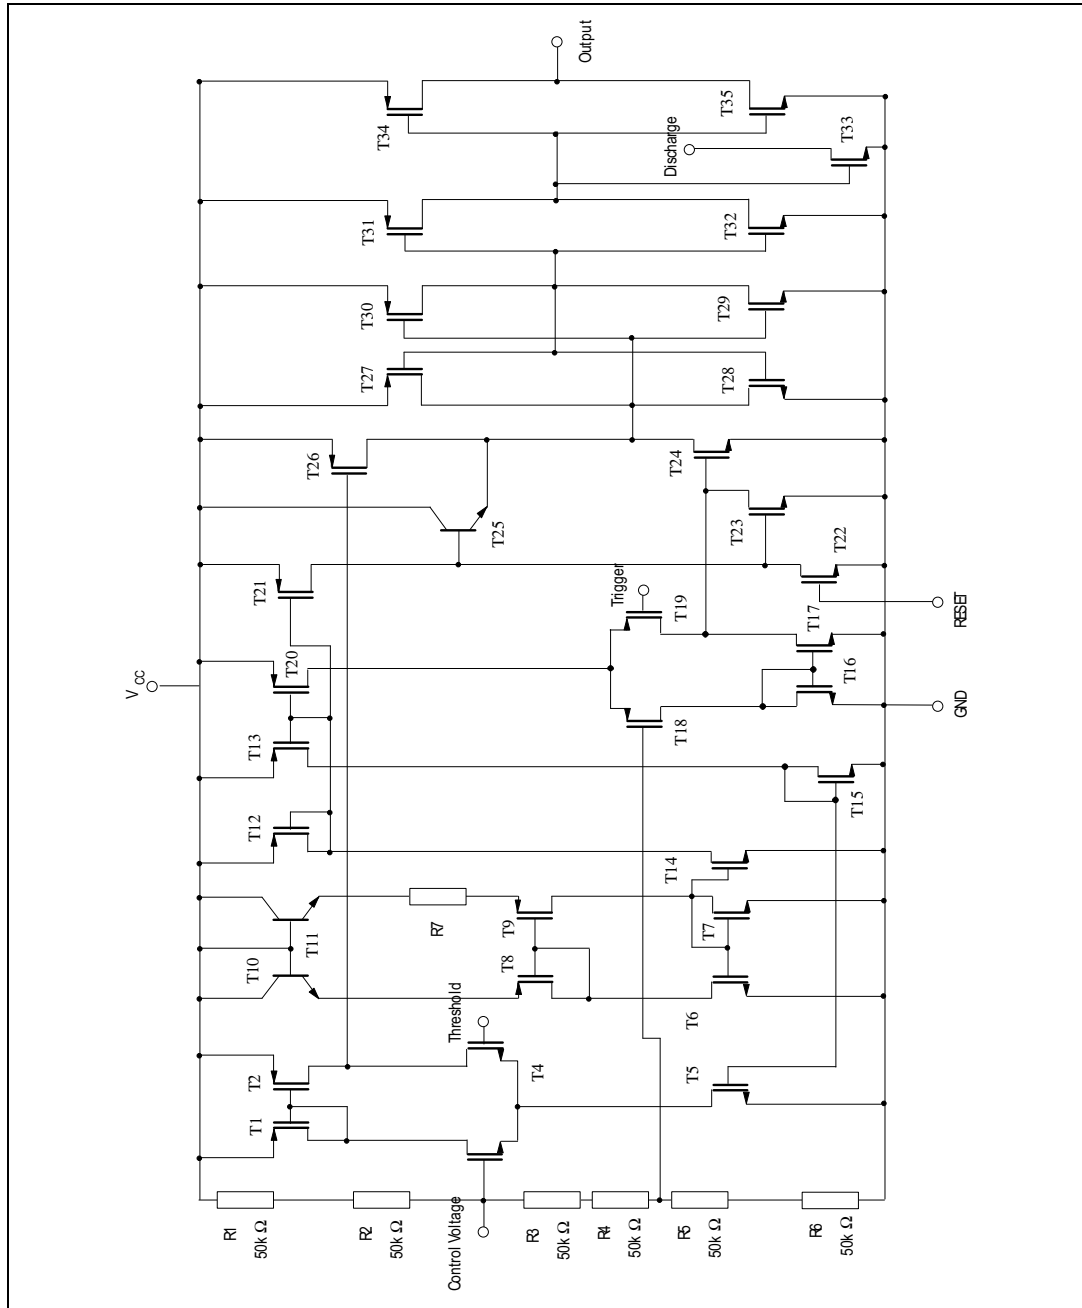 Output
T34
T35
Discharge
T33
T31
T32
T30
T29
T27
T28
T26
T24
T25
T23
T22
T21
Trigger
T19
T17
RESET
V CC
T20
T18
T16
GND
T13
T15
T12
T14
T11
R7
T9
T7
T10
T8
T6
Threshold
T2
T4
T5
T1
R1
50k Ω
R2
50k Ω
Control Voltage
R3
50k Ω
R4
50k Ω
R5
50k Ω
R6
50k Ω